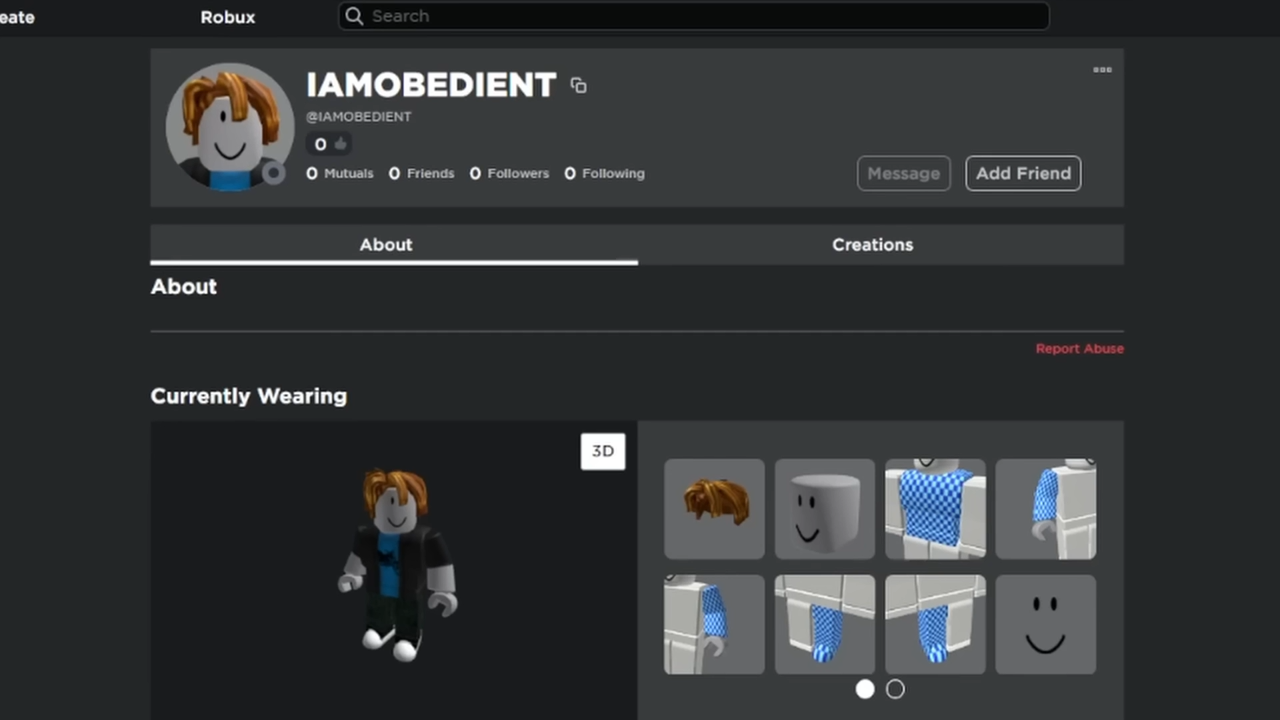 eate Robux Search
IAMOBEDIENT
@IAMOBEDIENT
0
0 Mutuals 0 Friends 0 Followers 0 Following
Message Add Friend
About Creations
About
Report Abuse
Currently Wearing
3D